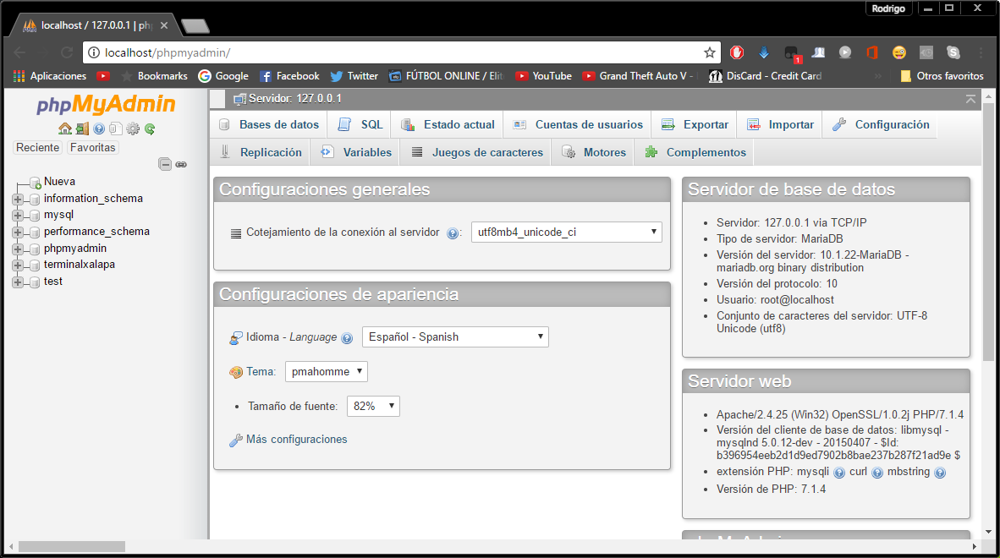 Rodrigo
localhost / 127.0.0.1 | ph
localhost/phpmyadmin/
1
Aplicaciones
Bookmarks
Google
Facebook
Twitter
FÚTBOL ONLINE / Elit
YouTube
Grand Theft Auto V -
DisCard - Credit Card
Otros favoritos
phpMyAdmin
Reciente
Favoritas
Nueva
information_schema
mysql
performance_schema
phpmyadmin
terminalxalapa
test
Servidor: 127.0.0.1
Bases de datos
SQL
Estado actual
Cuentas de usuarios
Exportar
Importar
Configuración
Replicación
Variables
Juegos de caracteres
Motores
Complementos
Configuraciones generales
Cotejamiento de la conexión al servidor :
utf8mb4_unicode_ci
Configuraciones de apariencia
Idioma - Language
Español - Spanish
Tema:
pmahomme
• Tamaño de fuente:
82%
Más configuraciones
Servidor de base de datos
• Servidor: 127.0.0.1 via TCP/IP
• Tipo de servidor: MariaDB
• Versión del servidor: 10.1.22-MariaDB -
mariadb.org binary distribution
• Versión del protocolo: 10
• Usuario: root@localhost
• Conjunto de caracteres del servidor: UTF-8
Unicode (utf8)
Servidor web
• Apache/2.4.25 (Win32) OpenSSL/1.0.2j PHP/7.1.4
• Versión del cliente de base de datos: libmysql -
mysqlnd 5.0.12-dev - 20150407 - $Id:
b396954eeb2d1d9ed7902b8bae237b287f21ad9e $
• extensión PHP: mysqli curl mbstring
• Versión de PHP: 7.1.4